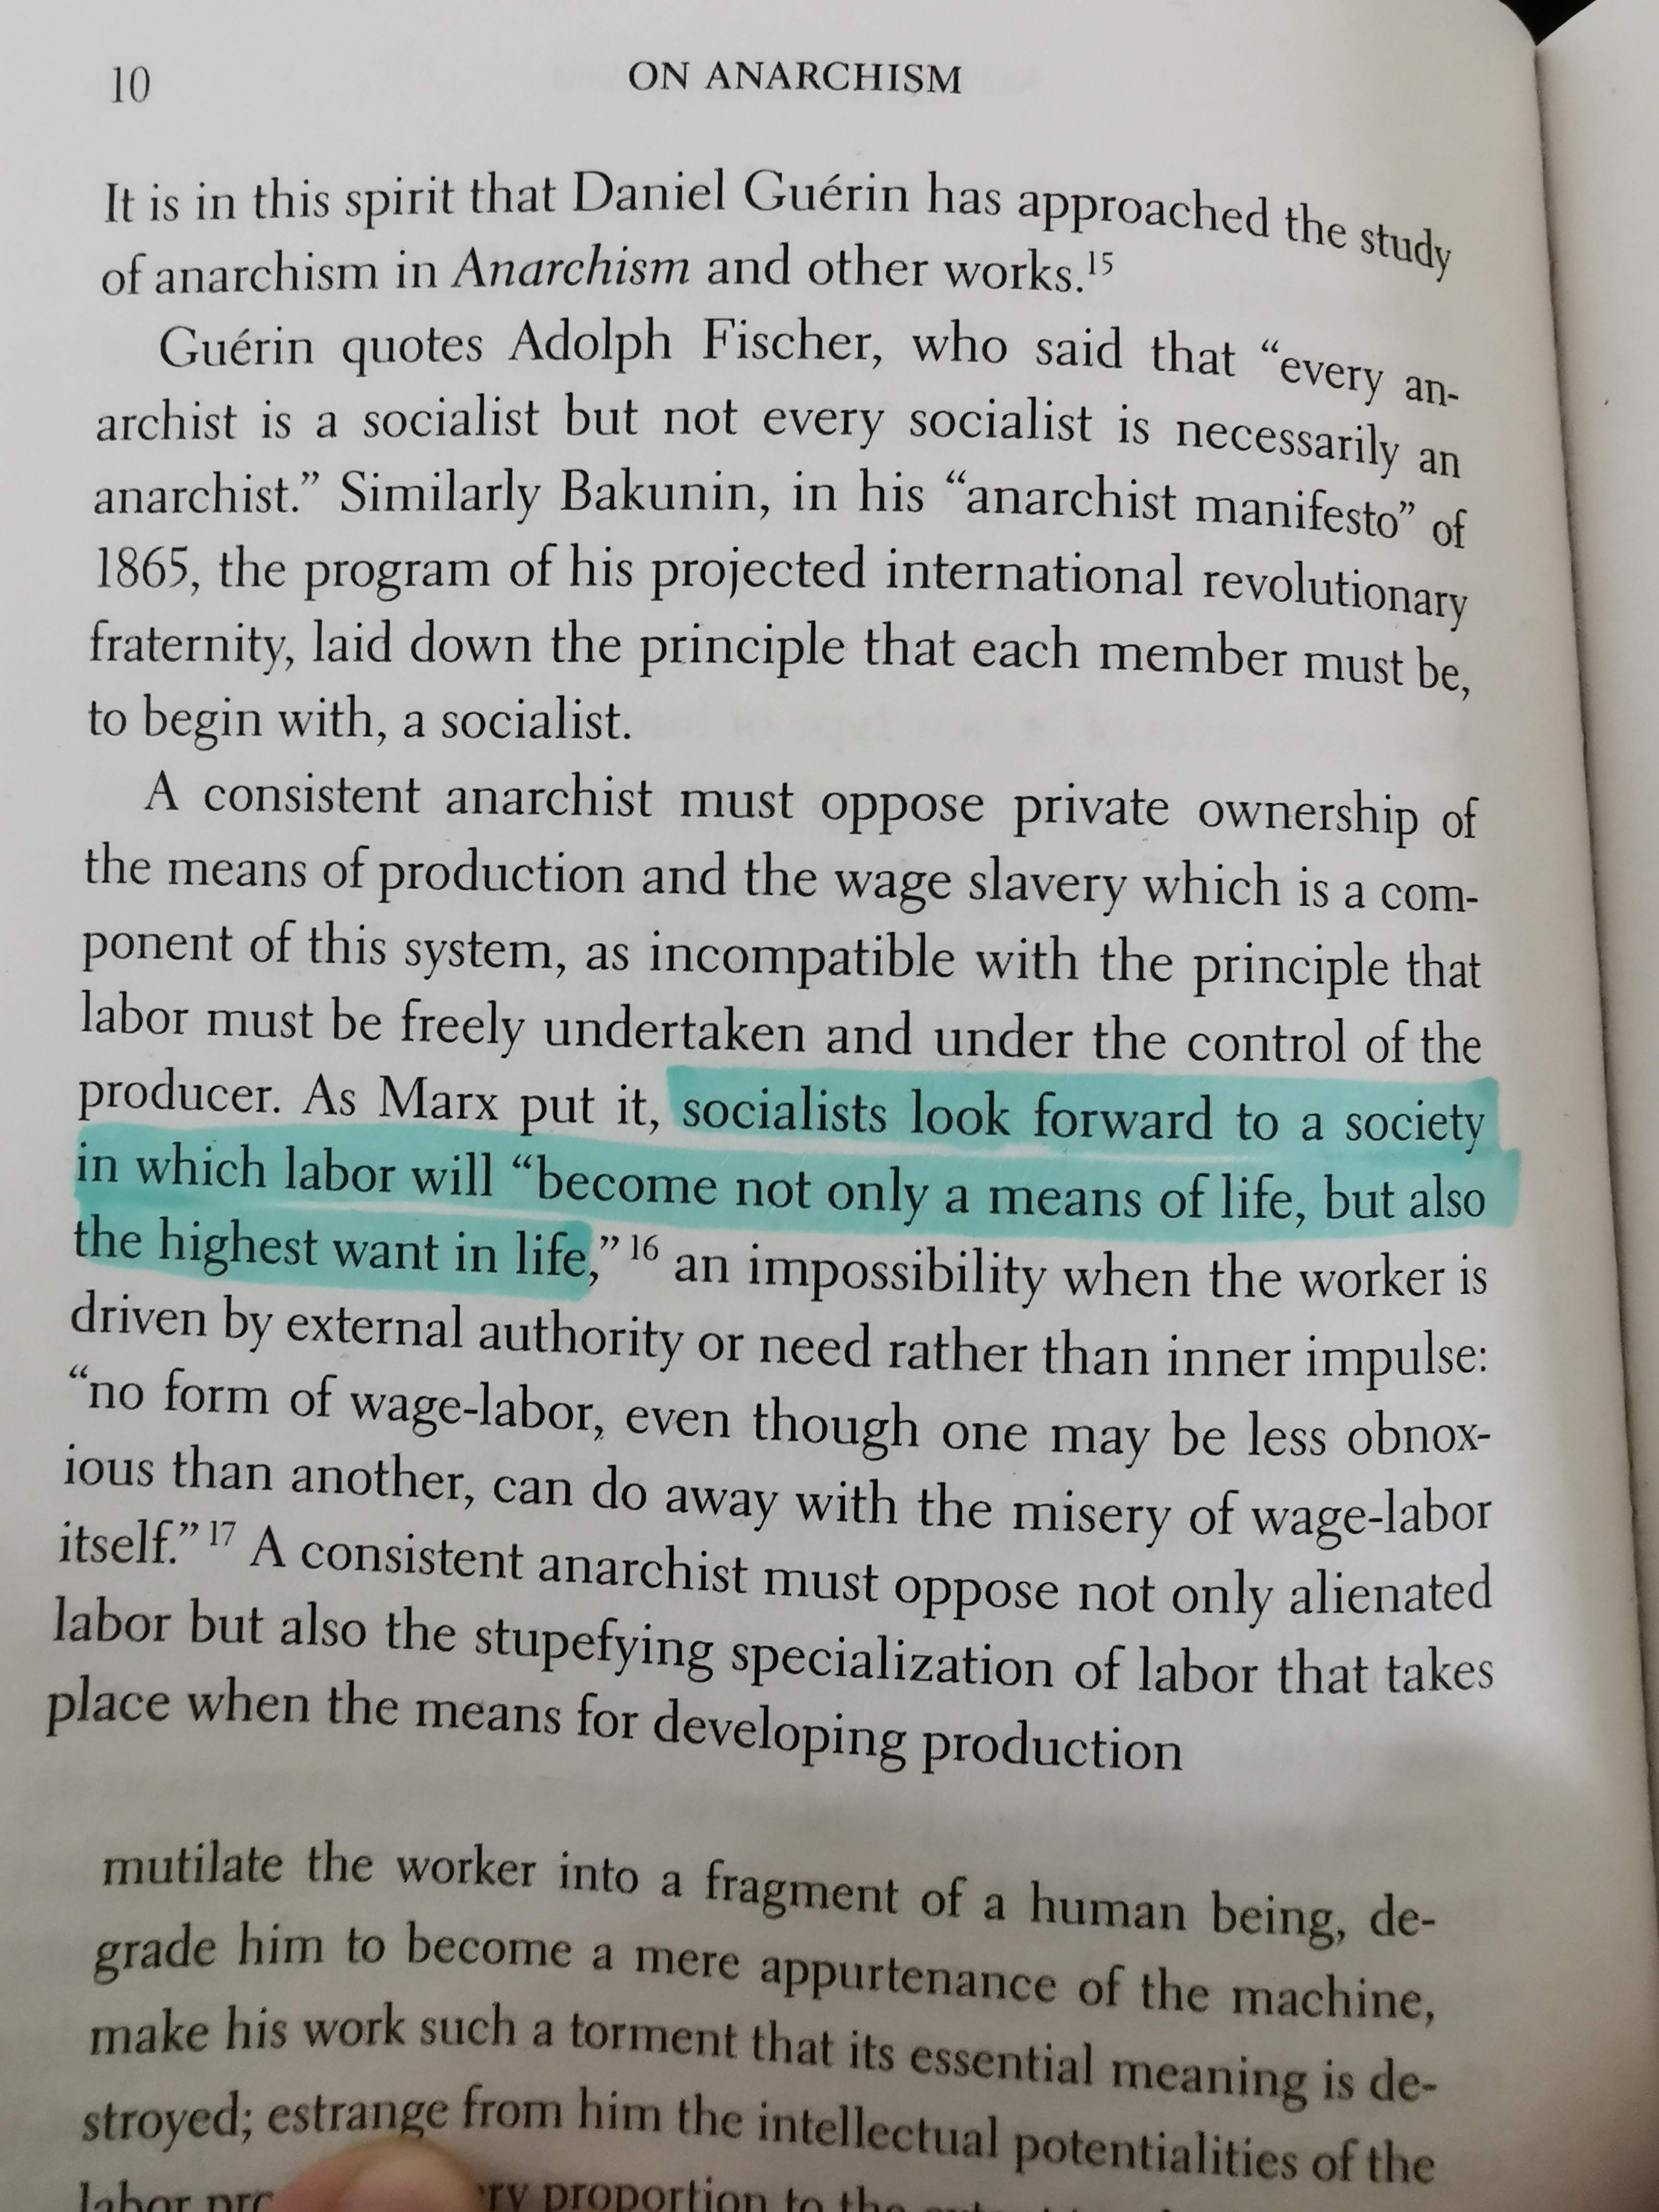 10 ON ANARCHISM
It is in this spirit that Daniel Guérin has approached the study
of anarchism in Anarchism and other works.15
Guérin quotes Adolph Fischer, who said that “every an-
archist is a socialist but not every socialist is necessarily an
anarchist.” Similarly Bakunin, in his “anarchist manifesto” of
1865, the program of his projected international revolutionary
fraternity, laid down the principle that each member must be,
to begin with, a socialist.
A consistent anarchist must oppose private ownership of
the means of production and the wage slavery which is a com-
ponent of this system, as incompatible with the principle that
labor must be freely undertaken and under the control of the
producer. As Marx put it, socialists look forward to a society
in which labor will “become not only a means of life, but also
the highest want in life,”16 an impossibility when the worker is
driven by external authority or need rather than inner impulse:
“no form of wage-labor, even though one may be less obnox-
ious than another, can do away with the misery of wage-labor
itself.”17 A consistent anarchist must oppose not only alienated
labor but also the stupefying specialization of labor that takes
place when the means for developing production
mutilate the worker into a fragment of a human being, de-
grade him to become a mere appurtenance of the machine,
make his work such a torment that its essential meaning is de-
stroyed; estrange from him the intellectual potentialities of the
labor proportion to the